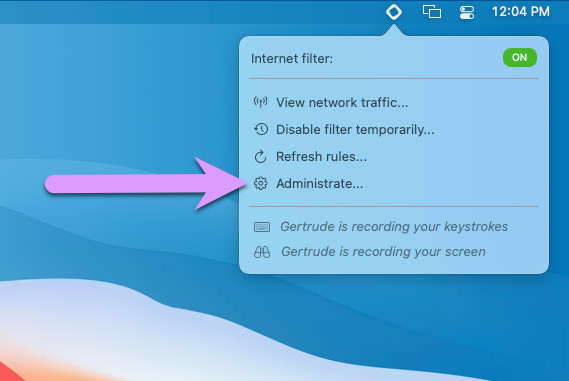 12:04 PM
Internet filter:
ON
View network traffic...
Disable filter temporarily...
Refresh rules...
Administrate...
Gertrude is recording your keystrokes
Gertrude is recording your screen